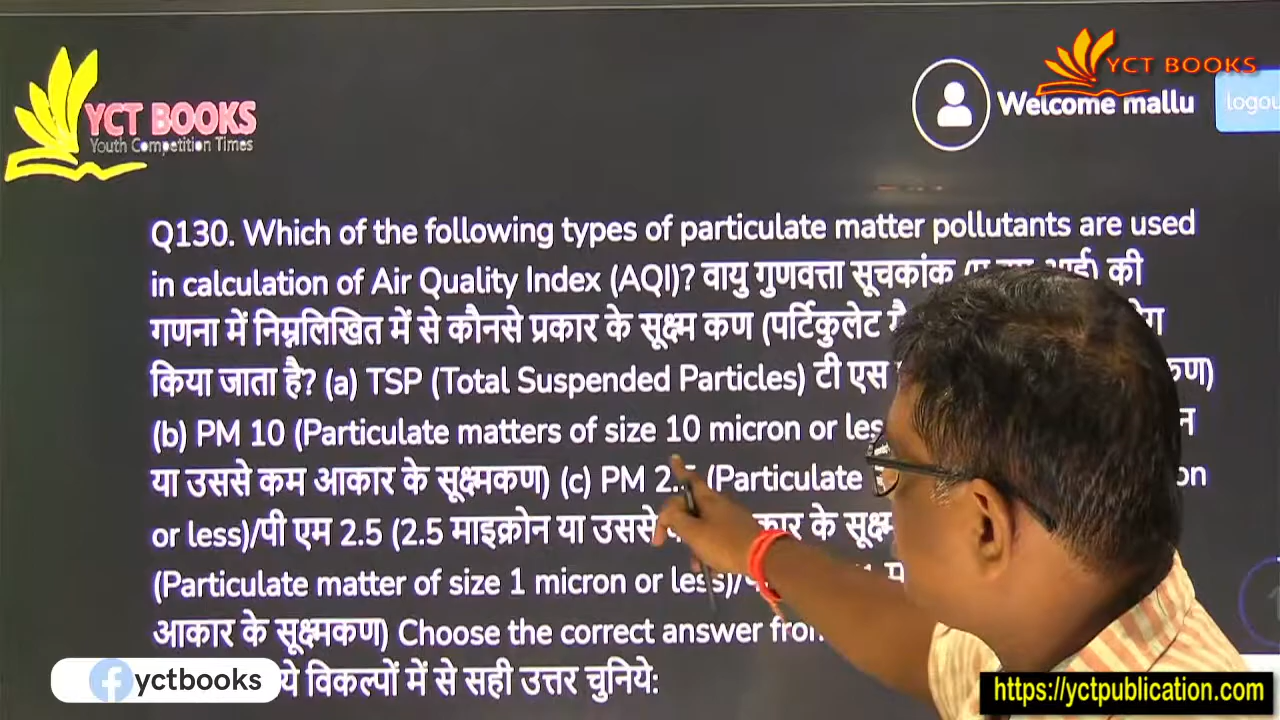 YCT BOOKS
Youth Competition Times
YCT BOOKS
Welcome mallu
Q130. Which of the following types of particulate matter pollutants are used
in calculation of Air Quality Index (AQI)? वायु गुणवत्ता सूचकांक की
गणना में निम्नलिखित में से कौनसे प्रकार के सूक्ष्म कण (पर्टिकुलेट
किया जाता है? (a) TSP (Total Suspended Particles) टी एस
(b) PM 10 (Particulate matters of size 10 micron or
या उससे कम आकार के सूक्ष्मकण) (c) PM (Particulate
or less)/पी एम 2.5 (2.5 माइक्रोन या उससे के
(Particulate matter of size 1 micron or less)/
आकार के सूक्ष्मकण) Choose the correct answer
विकल्पों में से सही उत्तर चुनिये:
yctbooks
https://yctpublication.com